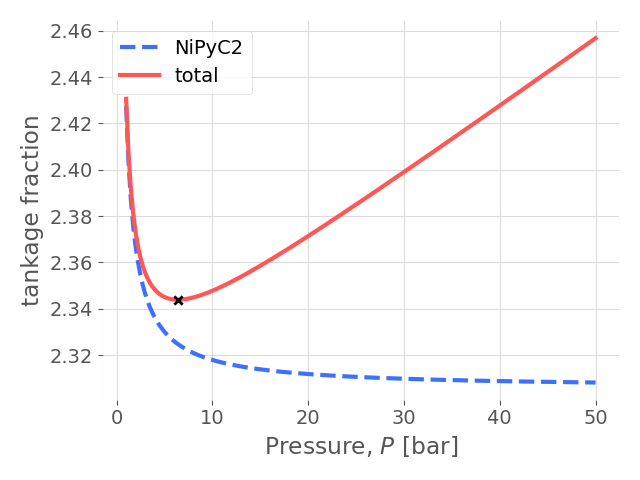 2.46
2.44
2.42
2.40
2.38
2.36
2.34
2.32
tankage fraction
NiPyC2
total
0 10 20 30 40 50
Pressure, P [bar]